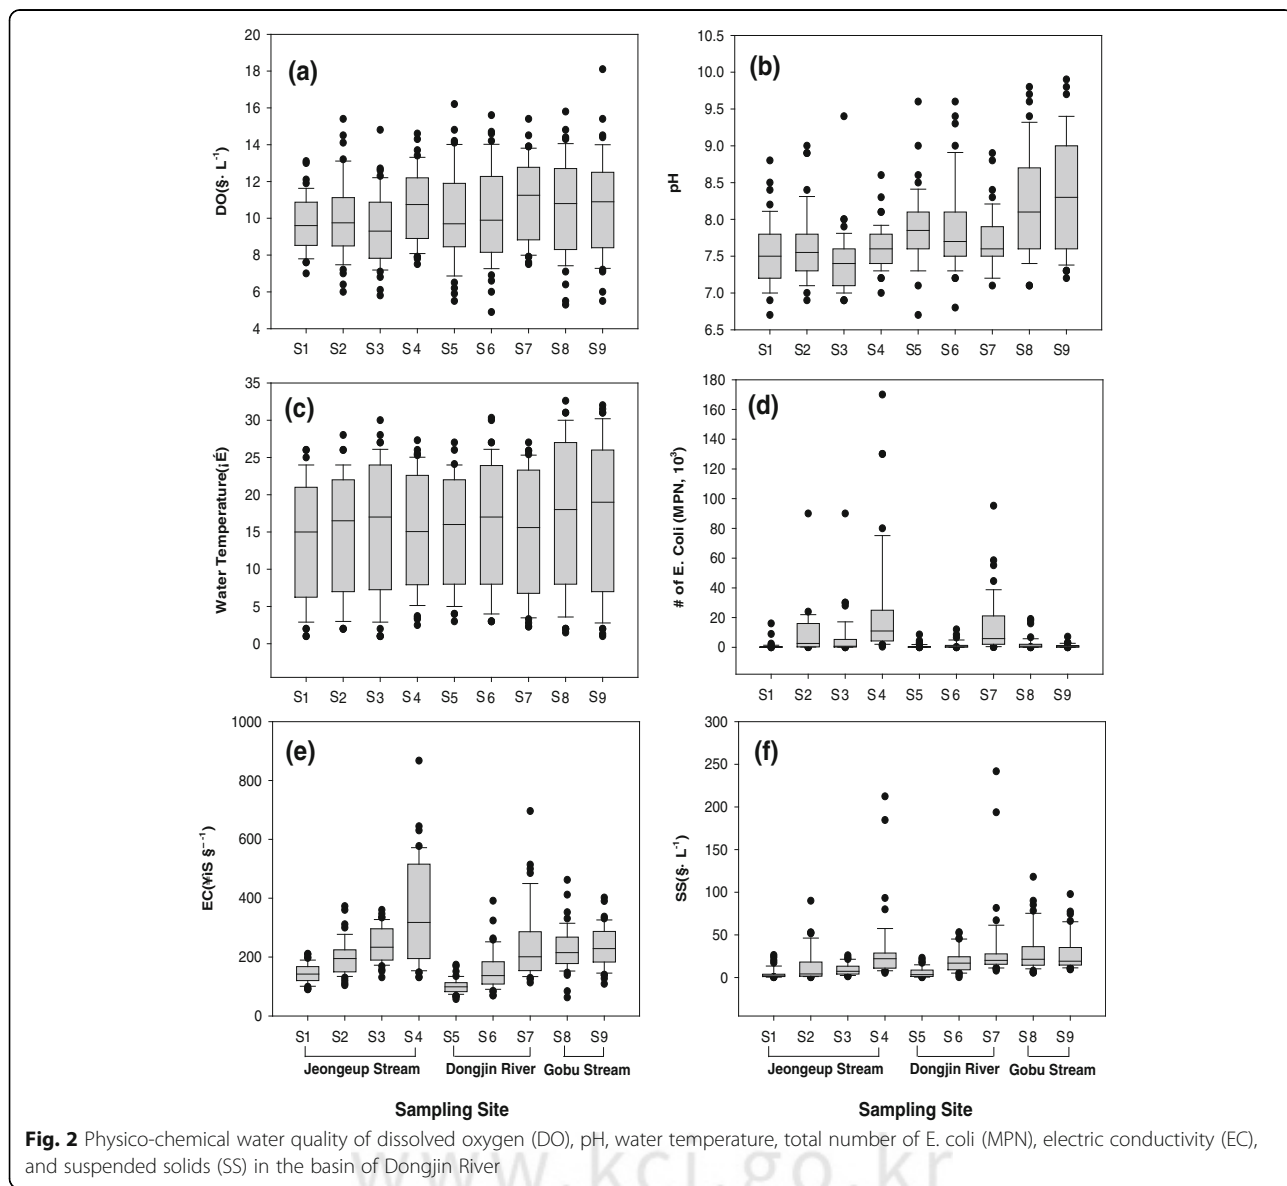 20
18
16
14
12
10
8
6
4
DO(§· L⁻¹)
(a)
S1 S2 S3 S4 S5 S6 S7 S8 S9
10.5
10.0
9.5
9.0
8.5
8.0
7.5
7.0
6.5
pH
(b)
S1 S2 S3 S4 S5 S6 S7 S8 S9
35
30
25
20
15
10
5
0
Water Temperature(¡É)
(c)
S1 S2 S3 S4 S5 S6 S7 S8 S9
180
160
140
120
100
80
60
40
20
0
# of E. Coli (MPN, 10³)
(d)
S1 S2 S3 S4 S5 S6 S7 S8 S9
1000
800
600
400
200
0
EC(¥ìS §⁻⁻¹)
(e)
S1 S2 S3 S4 S5 S6 S7 S8 S9
Jeongeup Stream Dongjin River Gobu Stream
Sampling Site
300
250
200
150
100
50
0
SS(§· L⁻¹)
(f)
S1 S2 S3 S4 S5 S6 S7 S8 S9
Jeongeup Stream Dongjin River Gobu Stream
Sampling Site
Fig. 2 Physico-chemical water quality of dissolved oxygen (DO), pH, water temperature, total number of E. coli (MPN), electric conductivity (EC),
and suspended solids (SS) in the basin of Dongjin River
www.kci.go.kr